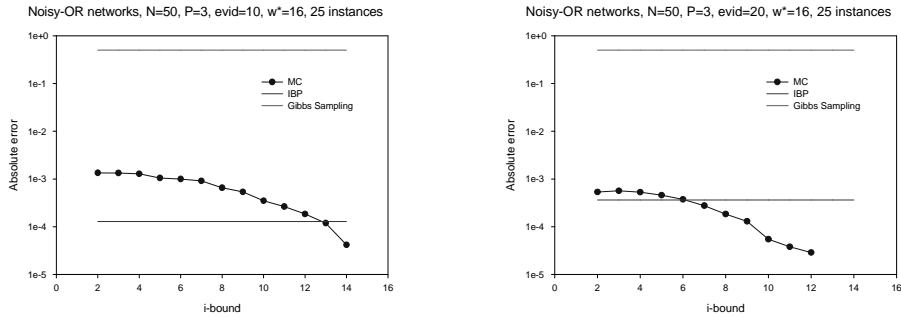 Noisy-OR networks, N=50, P=3, evid=10, w*=16, 25 instances
1e+0
1e-1
1e-2
1e-3
1e-4
1e-5
Absolute error
MC
IBP
Gibbs Sampling
0 2 4 6 8 10 12 14 16
i-bound
Noisy-OR networks, N=50, P=3, evid=20, w*=16, 25 instances
1e+0
1e-1
1e-2
1e-3
1e-4
1e-5
Absolute error
MC
IBP
Gibbs Sampling
0 2 4 6 8 10 12 14 16
i-bound